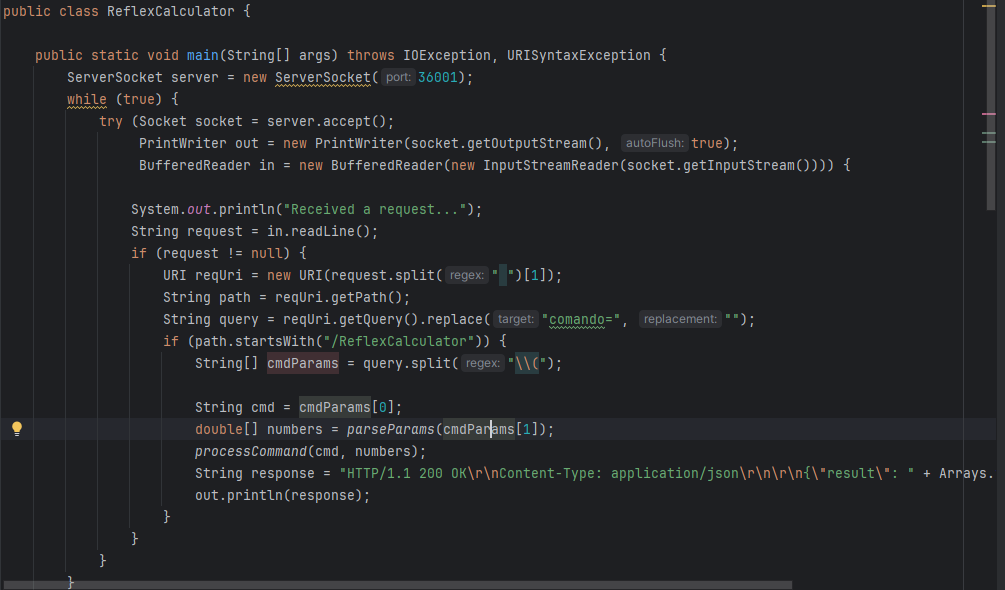 public class ReflexCalculator {
public static void main(String[] args) throws IOException, URISyntaxException {
ServerSocket server = new ServerSocket( port: 36001);
while (true) {
try (Socket socket = server.accept();
PrintWriter out = new PrintWriter(socket.getOutputStream(), autoFlush: true);
BufferedReader in = new BufferedReader(new InputStreamReader(socket.getInputStream()))) {
System.out.println("Received a request...");
String request = in.readLine();
if (request != null) {
URI reqUri = new URI(request.split( regex: " ")[1]);
String path = reqUri.getPath();
String query = reqUri.getQuery().replace( target: "comando=", replacement: "");
if (path.startsWith("/ReflexCalculator")) {
String[] cmdParams = query.split( regex: "\\(");
String cmd = cmdParams[0];
double[] numbers = parseParams(cmdParams[1]);
processCommand(cmd, numbers);
String response = "HTTP/1.1 200 OK\r\nContent-Type: application/json\r\n\r\n{\"result\": " + Arrays.
out.println(response);
}
}
}
}